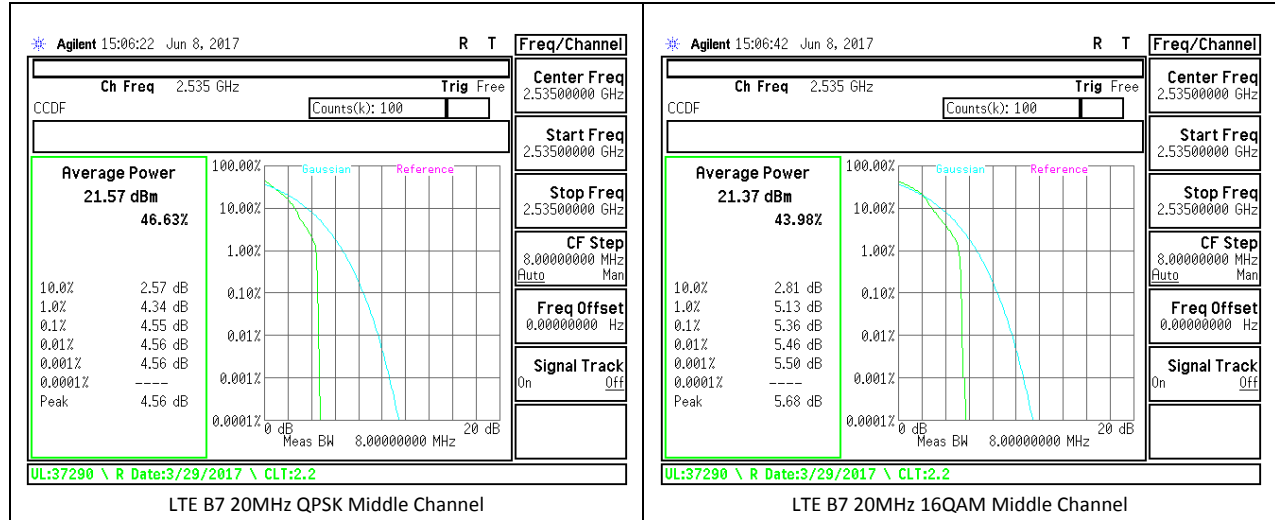 Agilent 15:06:22 Jun 8, 2017 R T
Freq/Channel
Ch Freq 2.535 GHz Trig Free
CCDF Counts(k): 100
Center Freq
2.53500000 GHz
Start Freq
2.53500000 GHz
Stop Freq
2.53500000 GHz
CF Step
8.00000000 MHz
Auto Man
Freq Offset
0.00000000 Hz
Signal Track
On Off
Average Power
21.57 dBm
46.63%
10.0% 2.57 dB
1.0% 4.34 dB
0.1% 4.55 dB
0.01% 4.56 dB
0.001% 4.56 dB
0.0001% ----
Peak 4.56 dB
Gaussian Reference
100.00%
10.00%
1.00%
0.10%
0.01%
0.001%
0.0001%
0 dB 20 dB
Meas BW 8.000000000 MHz
UL:37290 \ R Date:3/29/2017 \ CLT:2.2
LTE B7 20MHz QPSK Middle Channel
Agilent 15:06:42 Jun 8, 2017 R T
Freq/Channel
Ch Freq 2.535 GHz Trig Free
CCDF Counts(k): 100
Center Freq
2.53500000 GHz
Start Freq
2.53500000 GHz
Stop Freq
2.53500000 GHz
CF Step
8.00000000 MHz
Auto Man
Freq Offset
0.00000000 Hz
Signal Track
On Off
Average Power
21.37 dBm
43.98%
10.0% 2.81 dB
1.0% 5.13 dB
0.1% 5.36 dB
0.01% 5.46 dB
0.001% 5.50 dB
0.0001% ----
Peak 5.68 dB
Gaussian Reference
100.00%
10.00%
1.00%
0.10%
0.01%
0.001%
0.0001%
0 dB 20 dB
Meas BW 8.000000000 MHz
UL:37290 \ R Date:3/29/2017 \ CLT:2.2
LTE B7 20MHz 16QAM Middle Channel